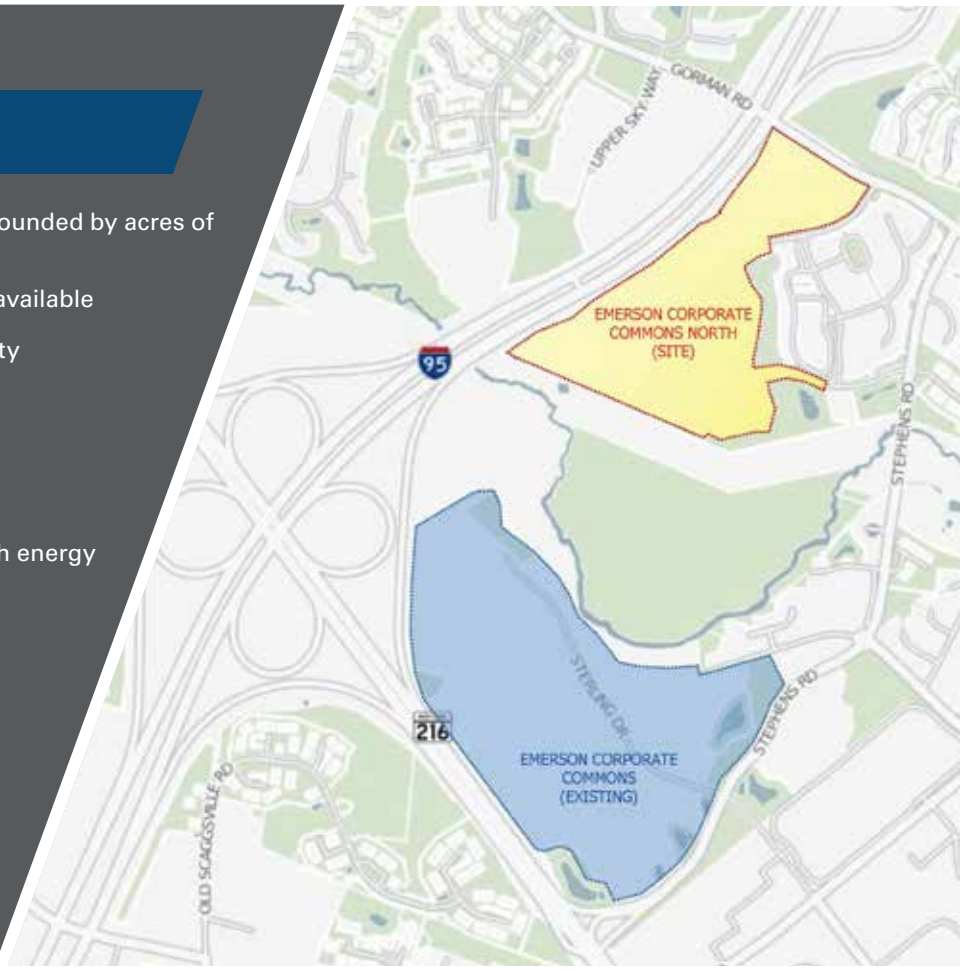 ounded by acres of
available
ty
h energy
GORMAN RD
UPPER SKY WAY
EMERSON CORPORATE
COMMONS NORTH
(SITE)
95
STEPHENS RD
STERLING DR
STEPHENS RD
216
EMERSON CORPORATE
COMMONS
(EXISTING)
OLD SCAGGSVILLE RD